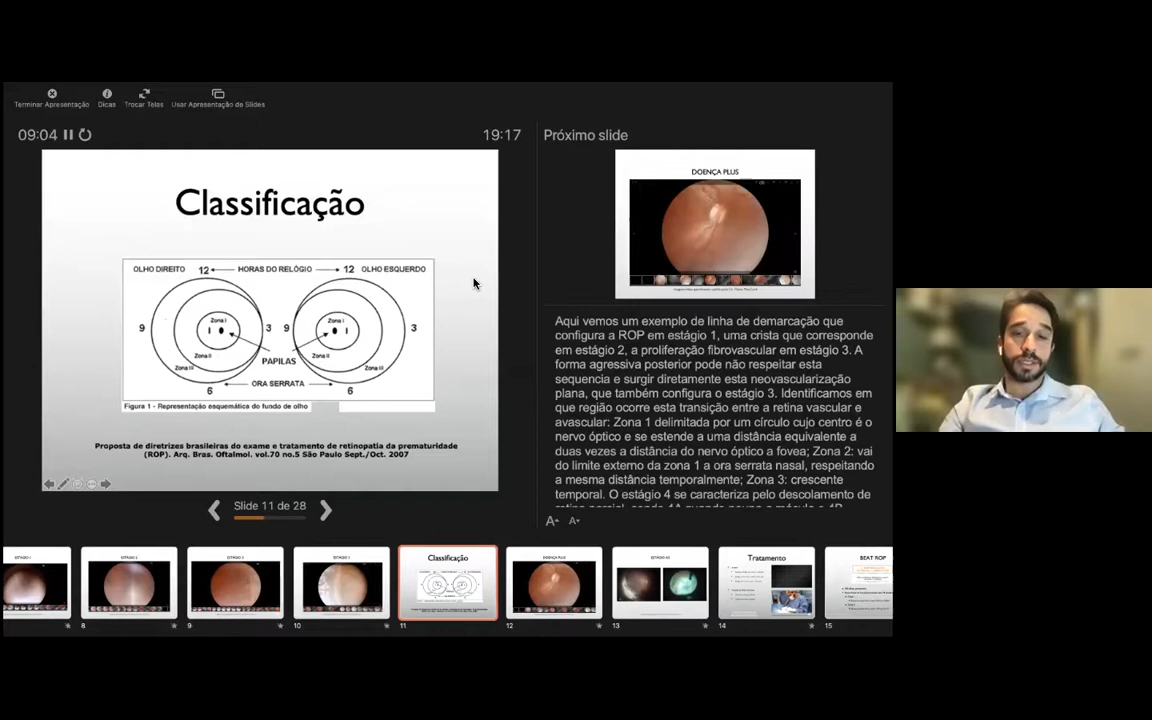 Terminar Apresentação
Dicas
Trocar Telas
Usar Apresentação de Slides
09:04
19:17
Próximo slide
Classificação
OLHO DIREITO
12
HORAS DO RELÓGIO
12
OLHO ESQUERDO
Zona I
Zona I
9
3
9
3
PAPILAS
Zona II
Zona II
Zona III
Zona III
6
ORA SERRATA
6
Figura 1 - Representação esquemática do fundo de olho
Proposta de diretrizes brasileiras do exame e tratamento de retinopatia da prematuridade
(ROP). Arq. Bras. Oftalmol. vol.70 no.5 São Paulo Sept./Oct. 2007
Slide 11 de 28
DOENÇA PLUS
Aqui vemos um exemplo de linha de demarcação que
configura a ROP em estágio 1, uma crista que corresponde
em estágio 2, a proliferação fibrovascular em estágio 3. A
forma agressiva posterior pode não respeitar esta
sequencia e surgir diretamente esta neovascularização
plana, que também configura o estágio 3. Identificamos em
que região ocorre esta transição entre a retina vascular e
avascular: Zona 1 delimitada por um círculo cujo centro é o
nervo óptico e se estende a uma distância equivalente a
duas vezes a distância do nervo óptico a fovea; Zona 2: vai
do limite externo da zona 1 a ora serrata nasal, respeitando
a mesma distância temporalmente; Zona 3: crescente
temporal. O estágio 4 se caracteriza pelo descolamento de
A
A
ESTÁGIO 2
ESTÁGIO 3
Classificação
DOENÇA PLUS
Tratamento
BEAT ROP
8
9
10
11
12
13
14
15